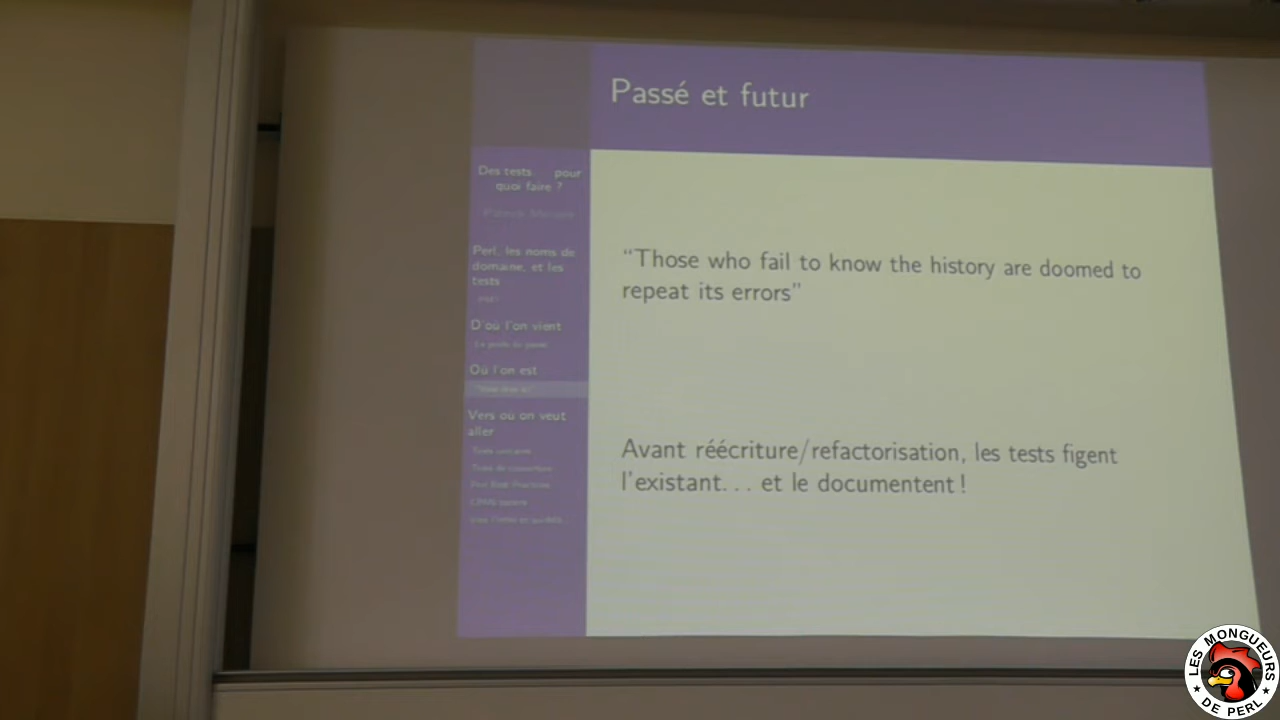 Passé et futur
Des tests pour
quoi faire ?
Perl, les noms de
domaine, et les
tests
D'où l'on vient
Où l'on est
Vers où on veut
aller
“Those who fail to know the history are doomed to
repeat its errors”
Avant réécriture/refactorisation, les tests figent
l'existant... et le documentent !
LES MONGUEURS
DE PERL